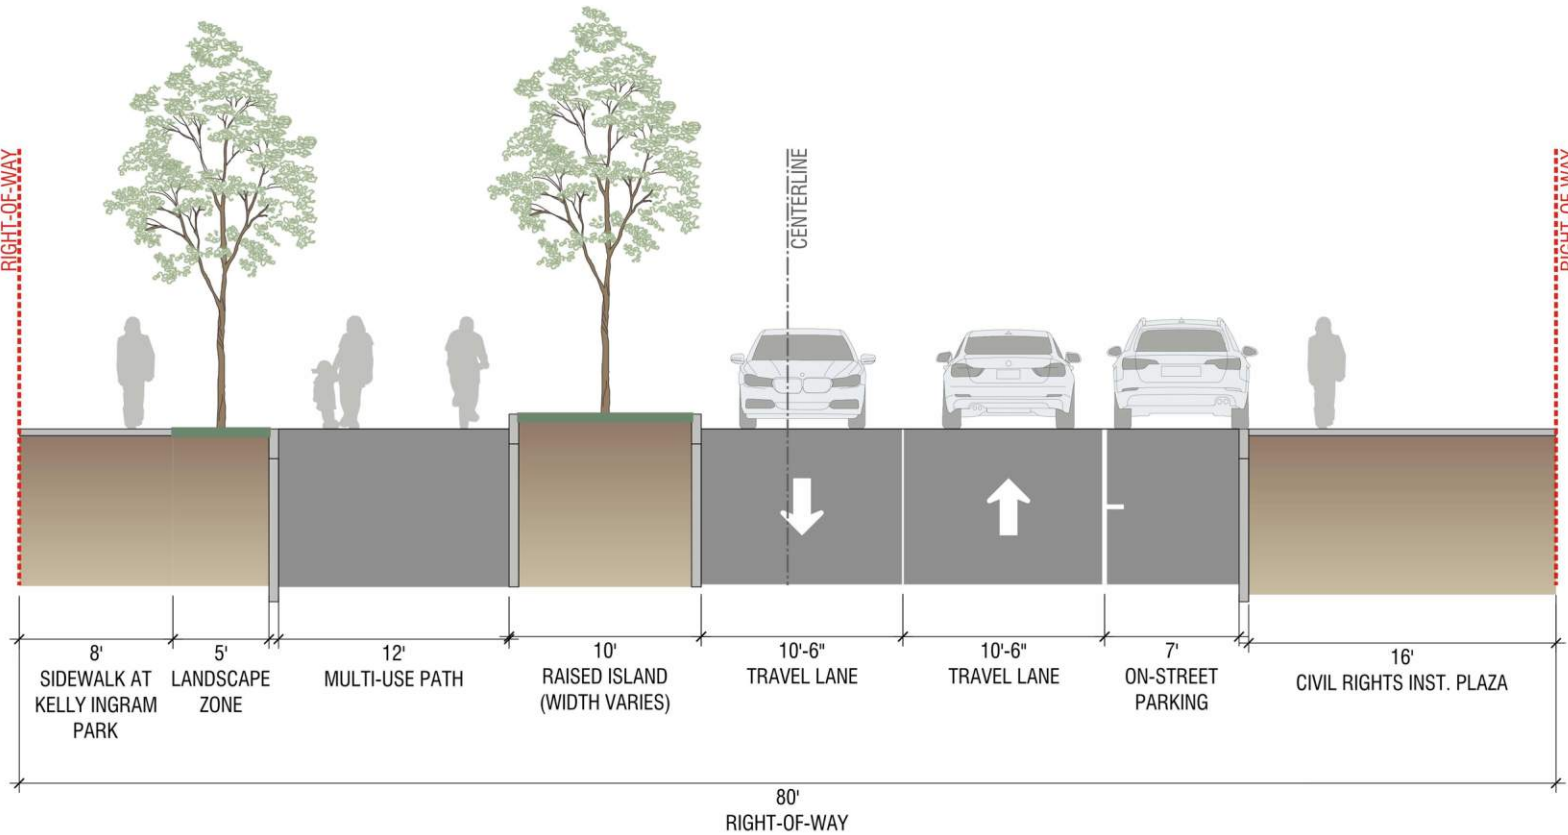 RIGHT-OF-WAY
CENTERLINE
RIGHT-OF-WAY
8'
SIDEWALK AT
KELLY INGRAM
PARK
5'
LANDSCAPE
ZONE
12'
MULTI-USE PATH
10'
RAISED ISLAND
(WIDTH VARIES)
10'-6"
TRAVEL LANE
10'-6"
TRAVEL LANE
7'
ON-STREET
PARKING
16'
CIVIL RIGHTS INST. PLAZA
80'
RIGHT-OF-WAY